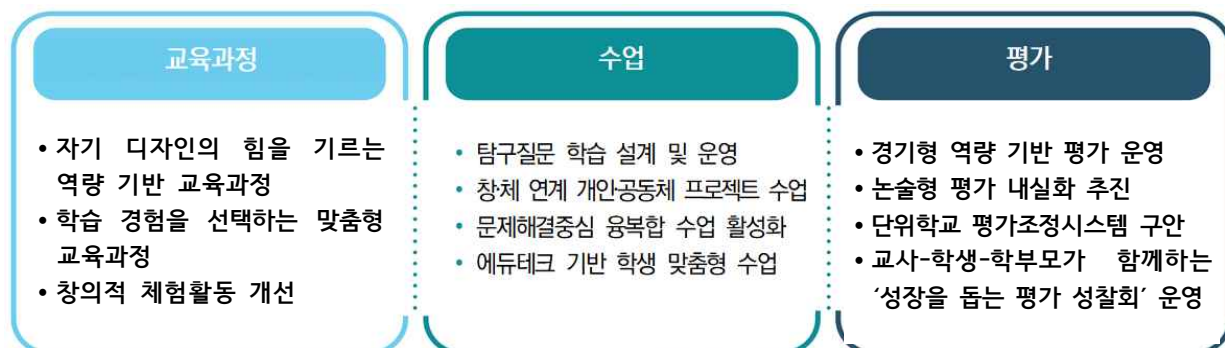 교육과정
• 자기 디자인의 힘을 기르는
역량 기반 교육과정
• 학습 경험을 선택하는 맞춤형
교육과정
• 창의적 체험활동 개선
수업
• 탐구질문 학습 설계 및 운영
• 창·체 연계 개인·공동체 프로젝트 수업
• 문제해결중심 융복합 수업 활성화
• 에듀테크 기반 학생 맞춤형 수업
평가
• 경기형 역량 기반 평가 운영
• 논술형 평가 내실화 추진
• 단위학교 평가조정시스템 구안
• 교사-학생-학부모가 함께하는
‘성장을 돕는 평가 성찰회’ 운영